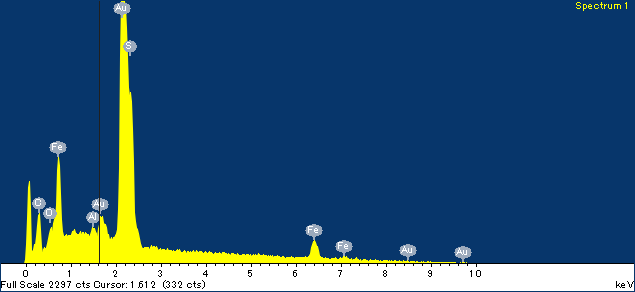 Spectrum 1
Au
S
Fe
C
O
Au
Al
Fe
Fe
Au
Au
0 1 2 3 4 5 6 7 8 9 10
Full Scale 2297 cts Cursor: 1.612 (332 cts) keV